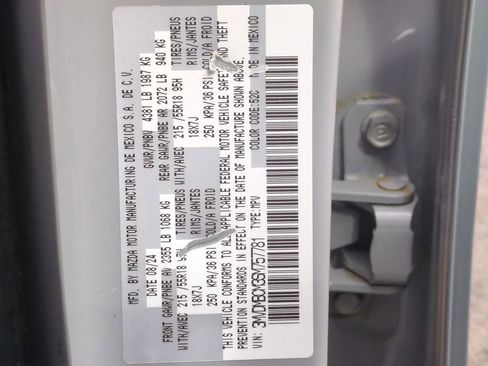 MFD. BY MAZDA MOTOR MANUFACTURING DE MEXICO S.A. DE C.V.
DATE 08/24 GVWR/PNBV 4381 LB 1987 KG
FRONT GAWR/PNBE AV 2355 LB 1068 KG REAR GAWR/PNBE AR 2072 LB 940 KG
WITH/AVEC 215/55R18 95H TIRES/PNEUS WITH/AVEC 215/55R18 95H TIRES/PNEUS
18X7J RIMS/JANTES 18X7J RIMS/JANTES
250 KPA/36 PSI COLD/A FROID 250 KPA/36 PSI COLD/A FROID
THIS VEHICLE CONFORMS TO ALL APPLICABLE FEDERAL MOTOR VEHICLE SAFETY AND THEFT
PREVENTION STANDARDS IN EFFECT ON THE DATE OF MANUFACTURE SHOWN ABOVE.
VIN: TYPE: MPV COLOR CODE: 52C MADE IN MEXICO